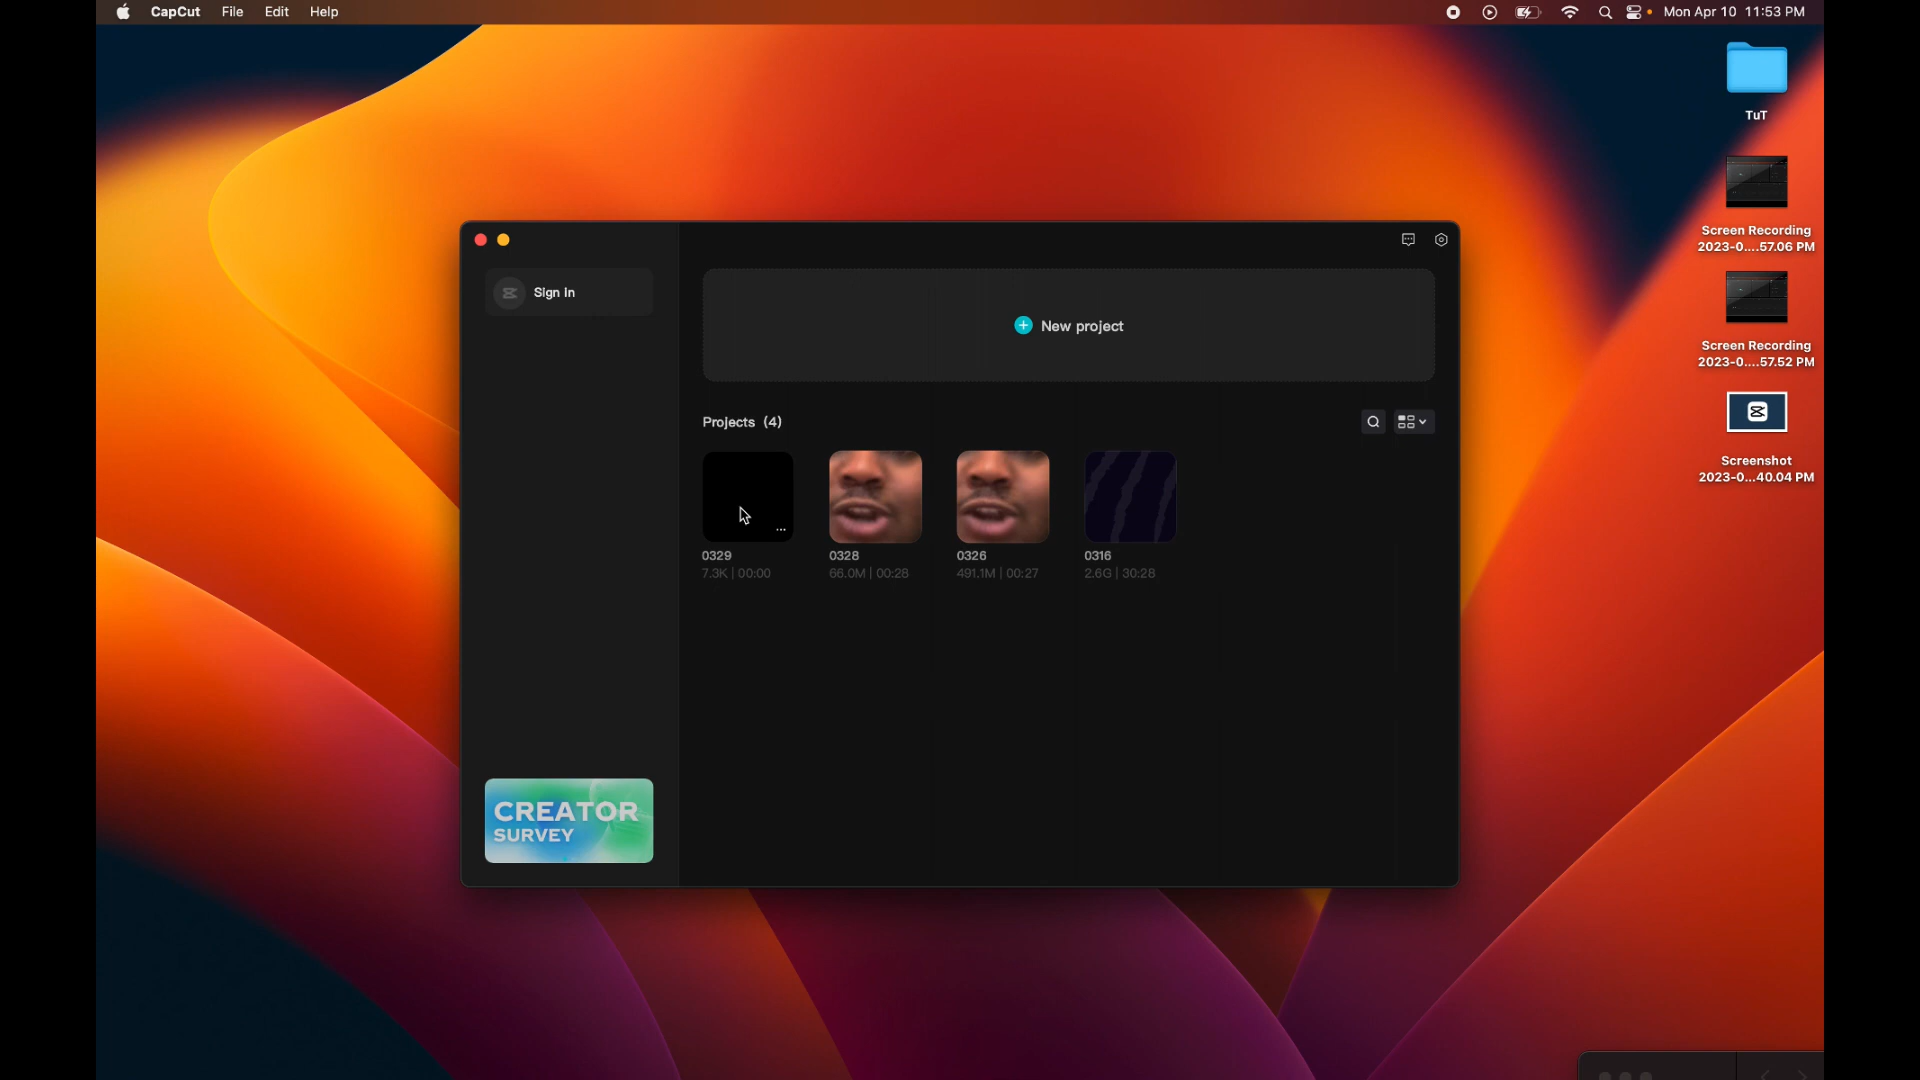 CapCut File Edit Help
Mon Apr 10 11:53 PM
TuT
Screen Recording
2023-0....57.06 PM
Screen Recording
2023-0....57.52 PM
Screenshot
2023-0...40.04 PM
Sign in
New project
Projects (4)
...
0329
7.3K | 00:00
0328
66.0M | 00:28
0326
491.1M | 00:27
0316
2.6G | 30:28
CREATOR
SURVEY